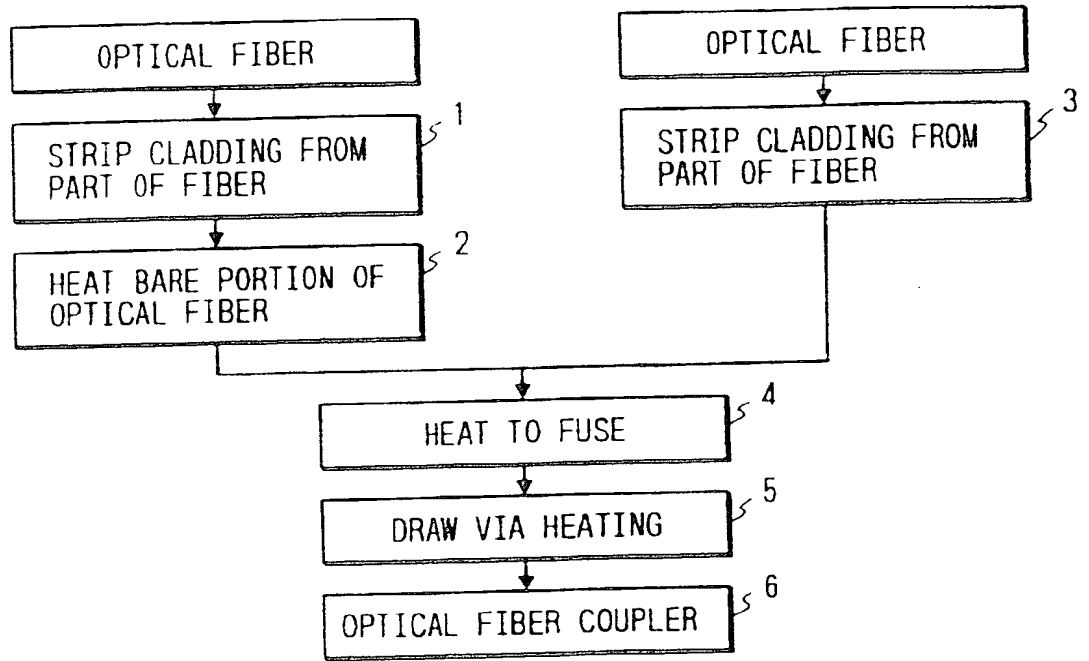 OPTICAL FIBER
1
STRIP CLADDING FROM
PART OF FIBER
2
HEAT BARE PORTION OF
OPTICAL FIBER
OPTICAL FIBER
3
STRIP CLADDING FROM
PART OF FIBER
4
HEAT TO FUSE
5
DRAW VIA HEATING
6
OPTICAL FIBER COUPLER